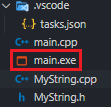 .vscode
tasks.json
main.cpp
main.exe
MyString.cpp
MyString.h